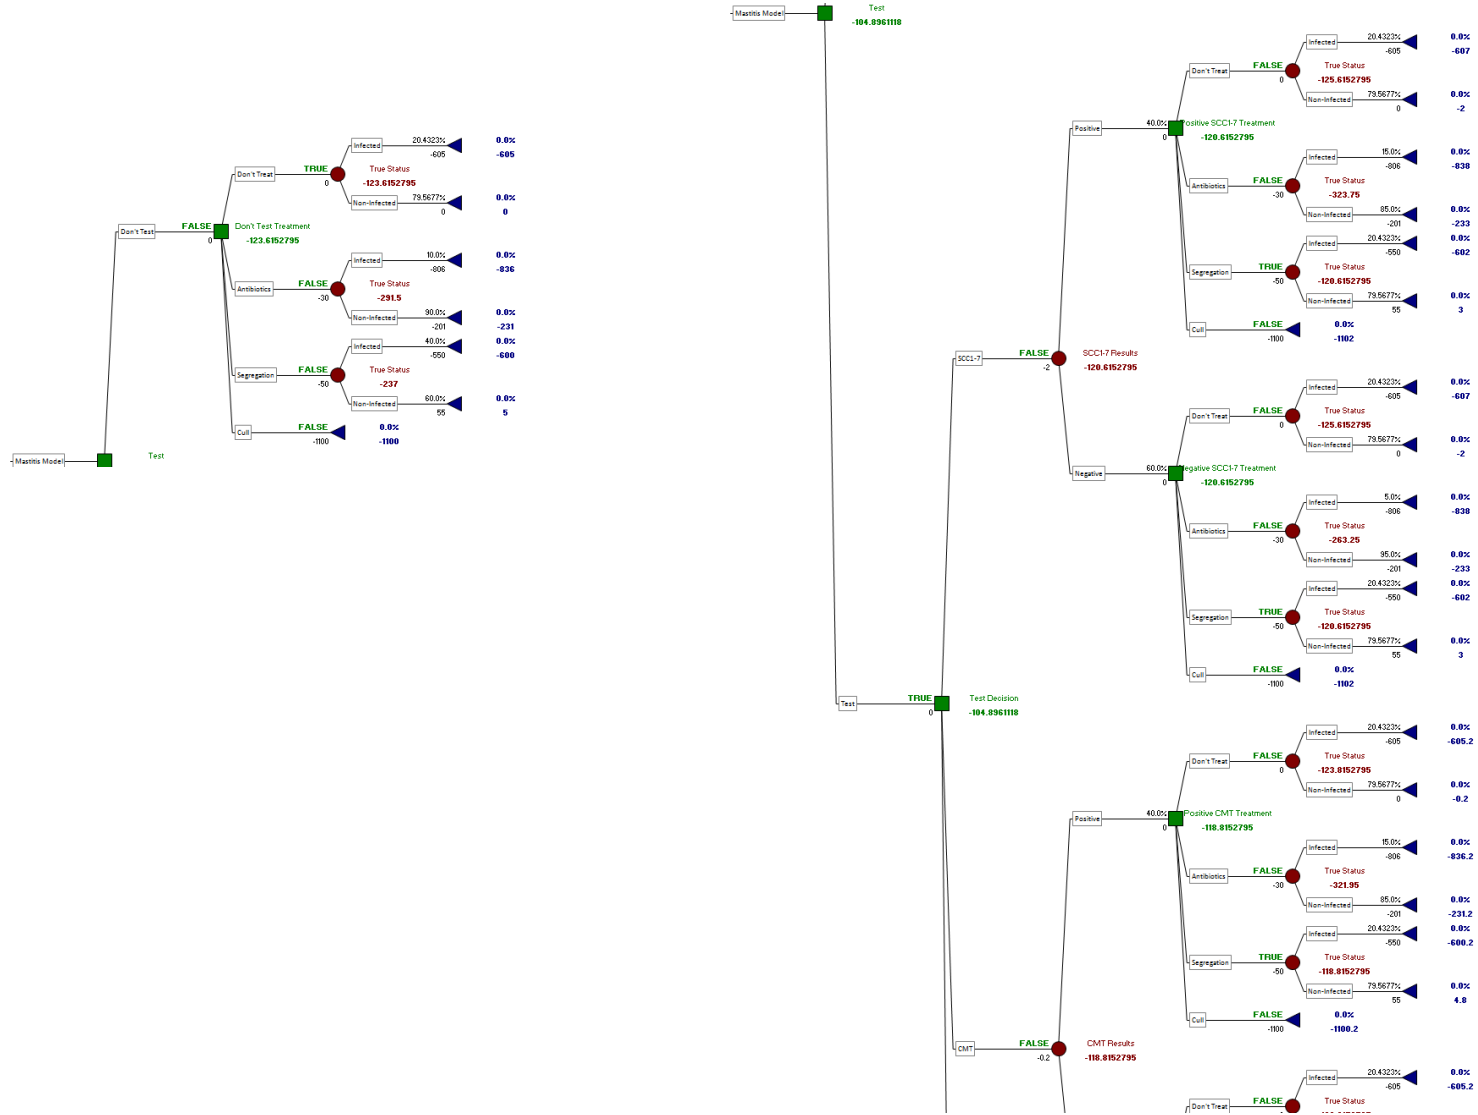 Infected
20.4323%
-605
0.0%
-605
Don't Treat
TRUE
0
True Status
-123.6152795
Non-Infected
79.5677%
0
0.0%
0
Don't Test
FALSE
0
Don't Test Treatment
-123.6152795
Infected
10.0%
-806
0.0%
-836
Antibiotics
FALSE
-30
True Status
-291.5
Non-Infected
90.0%
-201
0.0%
-231
Infected
40.0%
-550
0.0%
-600
Segregation
FALSE
-50
True Status
-237
Non-Infected
60.0%
55
0.0%
5
Cull
FALSE
-1100
0.0%
-1100
Mastitis Model
Test
Mastitis Model
Test
-104.8961118
Infected
20.4323%
-605
0.0%
-607
Don't Treat
FALSE
0
True Status
-125.6152795
Non-Infected
79.5677%
0
0.0%
-2
Positive
40.0%
0
Positive SCC1-7 Treatment
-120.6152795
Infected
15.0%
-806
0.0%
-838
Antibiotics
FALSE
-30
True Status
-323.75
Non-Infected
85.0%
-201
0.0%
-233
Infected
20.4323%
-550
0.0%
-602
Segregation
TRUE
-50
True Status
-120.6152795
Non-Infected
79.5677%
55
0.0%
3
Cull
FALSE
-1100
0.0%
-1102
SCC1-7
FALSE
-2
SCC1-7 Results
-120.6152795
Infected
20.4323%
-605
0.0%
-607
Don't Treat
FALSE
0
True Status
-125.6152795
Non-Infected
79.5677%
0
0.0%
-2
Negative
60.0%
0
Negative SCC1-7 Treatment
-120.6152795
Infected
5.0%
-806
0.0%
-838
Antibiotics
FALSE
-30
True Status
-263.25
Non-Infected
95.0%
-201
0.0%
-233
Infected
20.4323%
-550
0.0%
-602
Segregation
TRUE
-50
True Status
-120.6152795
Non-Infected
79.5677%
55
0.0%
3
Cull
FALSE
-1100
0.0%
-1102
Test
TRUE
0
Test Decision
-104.8961118
Infected
20.4323%
-605
0.0%
-605.2
Don't Treat
FALSE
0
True Status
-123.8152795
Non-Infected
79.5677%
0
0.0%
-0.2
Positive
40.0%
0
Positive CMT Treatment
-118.8152795
Infected
15.0%
-806
0.0%
-836.2
Antibiotics
FALSE
-30
True Status
-321.95
Non-Infected
85.0%
-201
0.0%
-231.2
Infected
20.4323%
-550
0.0%
-600.2
Segregation
TRUE
-50
True Status
-118.8152795
Non-Infected
79.5677%
55
0.0%
4.8
Cull
FALSE
-1100
0.0%
-1100.2
CMT
FALSE
-0.2
CMT Results
-118.8152795
Infected
20.4323%
-605
0.0%
-605.2
Don't Treat
FALSE
True Status